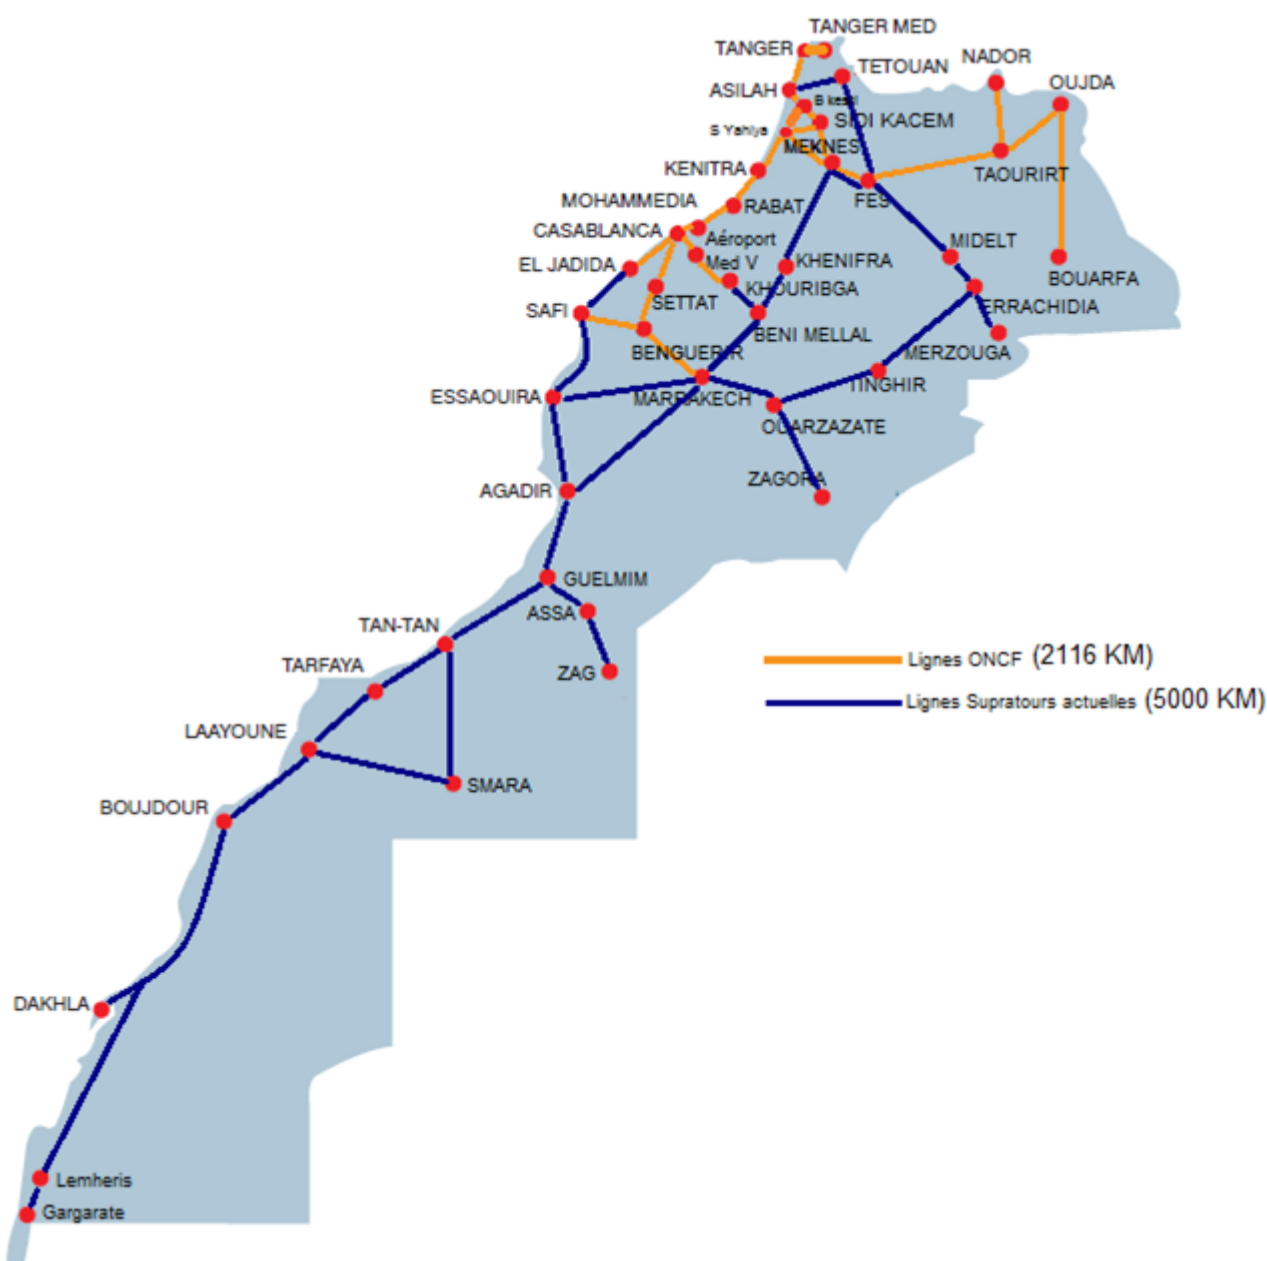 TANGER MED
TANGER
TETOUAN
NADOR
OUJDA
ASILAH
B kesri
SIDI KACEM
S Yahiya
MEKNES
KENITRA
TAOURIRT
FES
MOHAMMEDIA
RABAT
CASABLANCA
Aéroport
Med V
MIDELT
EL JADIDA
KHENIFRA
BOUARFA
KHOURIBGA
SETTAT
ERRACHIDIA
SAFI
BENI MELLAL
BENGUERIR
MERZOUGA
TINGHIR
ESSAOUIRA
MARRAKECH
OUARZAZATE
ZAGORA
AGADIR
GUELMIM
ASSA
TAN-TAN
TARFAYA
ZAG
Lignes ONCF (2116 KM)
Lignes Supratours actuelles (5000 KM)
LAAYOUNE
SMARA
BOUJDOUR
DAKHLA
Lemheris
Gargarate